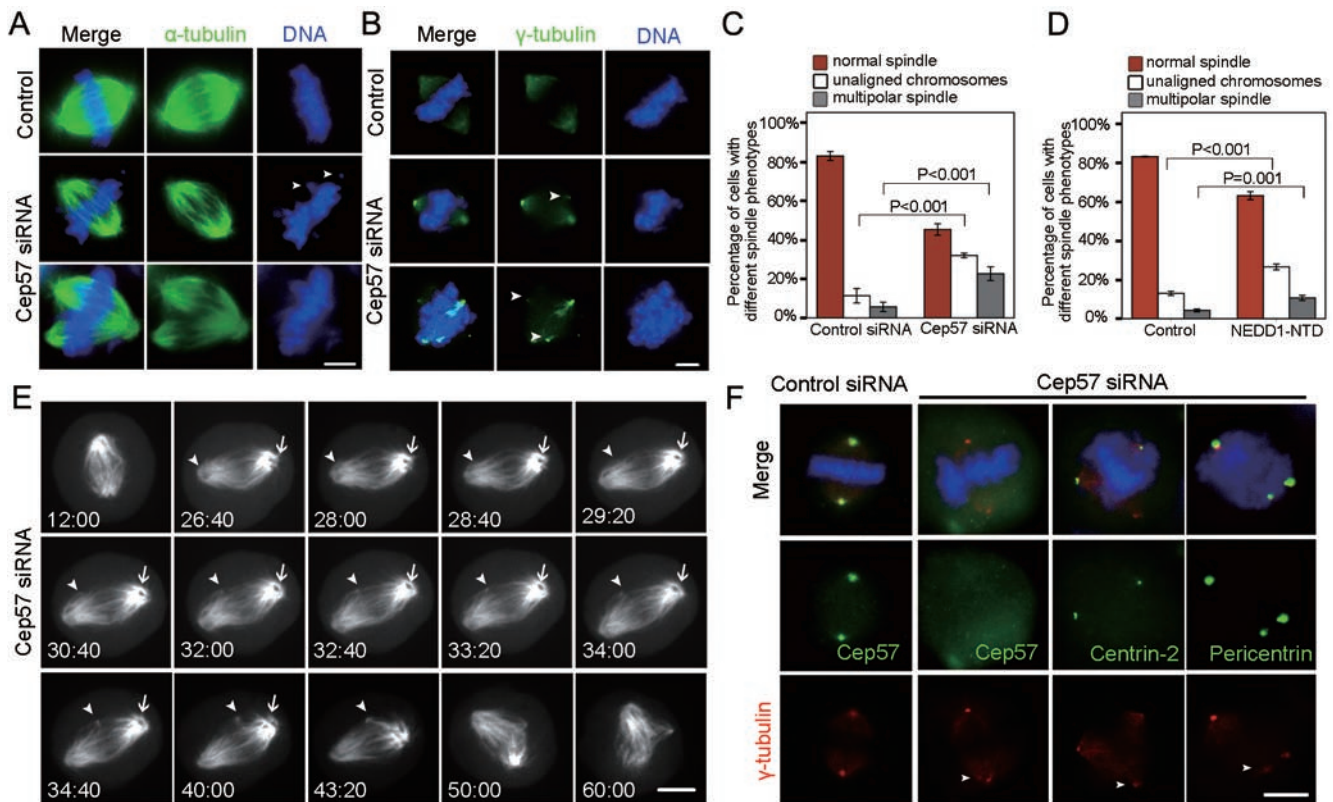 A
Merge
α-tubulin
DNA
Control
Cep57 siRNA
B
Merge
γ-tubulin
DNA
Control
Cep57 siRNA
C
normal spindle
unaligned chromosomes
multipolar spindle
Percentage of cells with
different spindle phenotypes
100%
80%
60%
40%
20%
0%
P<0.001
P<0.001
Control siRNA
Cep57 siRNA
D
normal spindle
unaligned chromosomes
multipolar spindle
Percentage of cells with
different spindle phenotypes
100%
80%
60%
40%
20%
0%
P<0.001
P=0.001
Control
NEDD1-NTD
E
Cep57 siRNA
12:00
26:40
28:00
28:40
29:20
30:40
32:00
32:40
33:20
34:00
34:40
40:00
43:20
50:00
60:00
F
Control siRNA
Cep57 siRNA
Merge
Cep57
Cep57
Centrin-2
Pericentrin
γ-tubulin